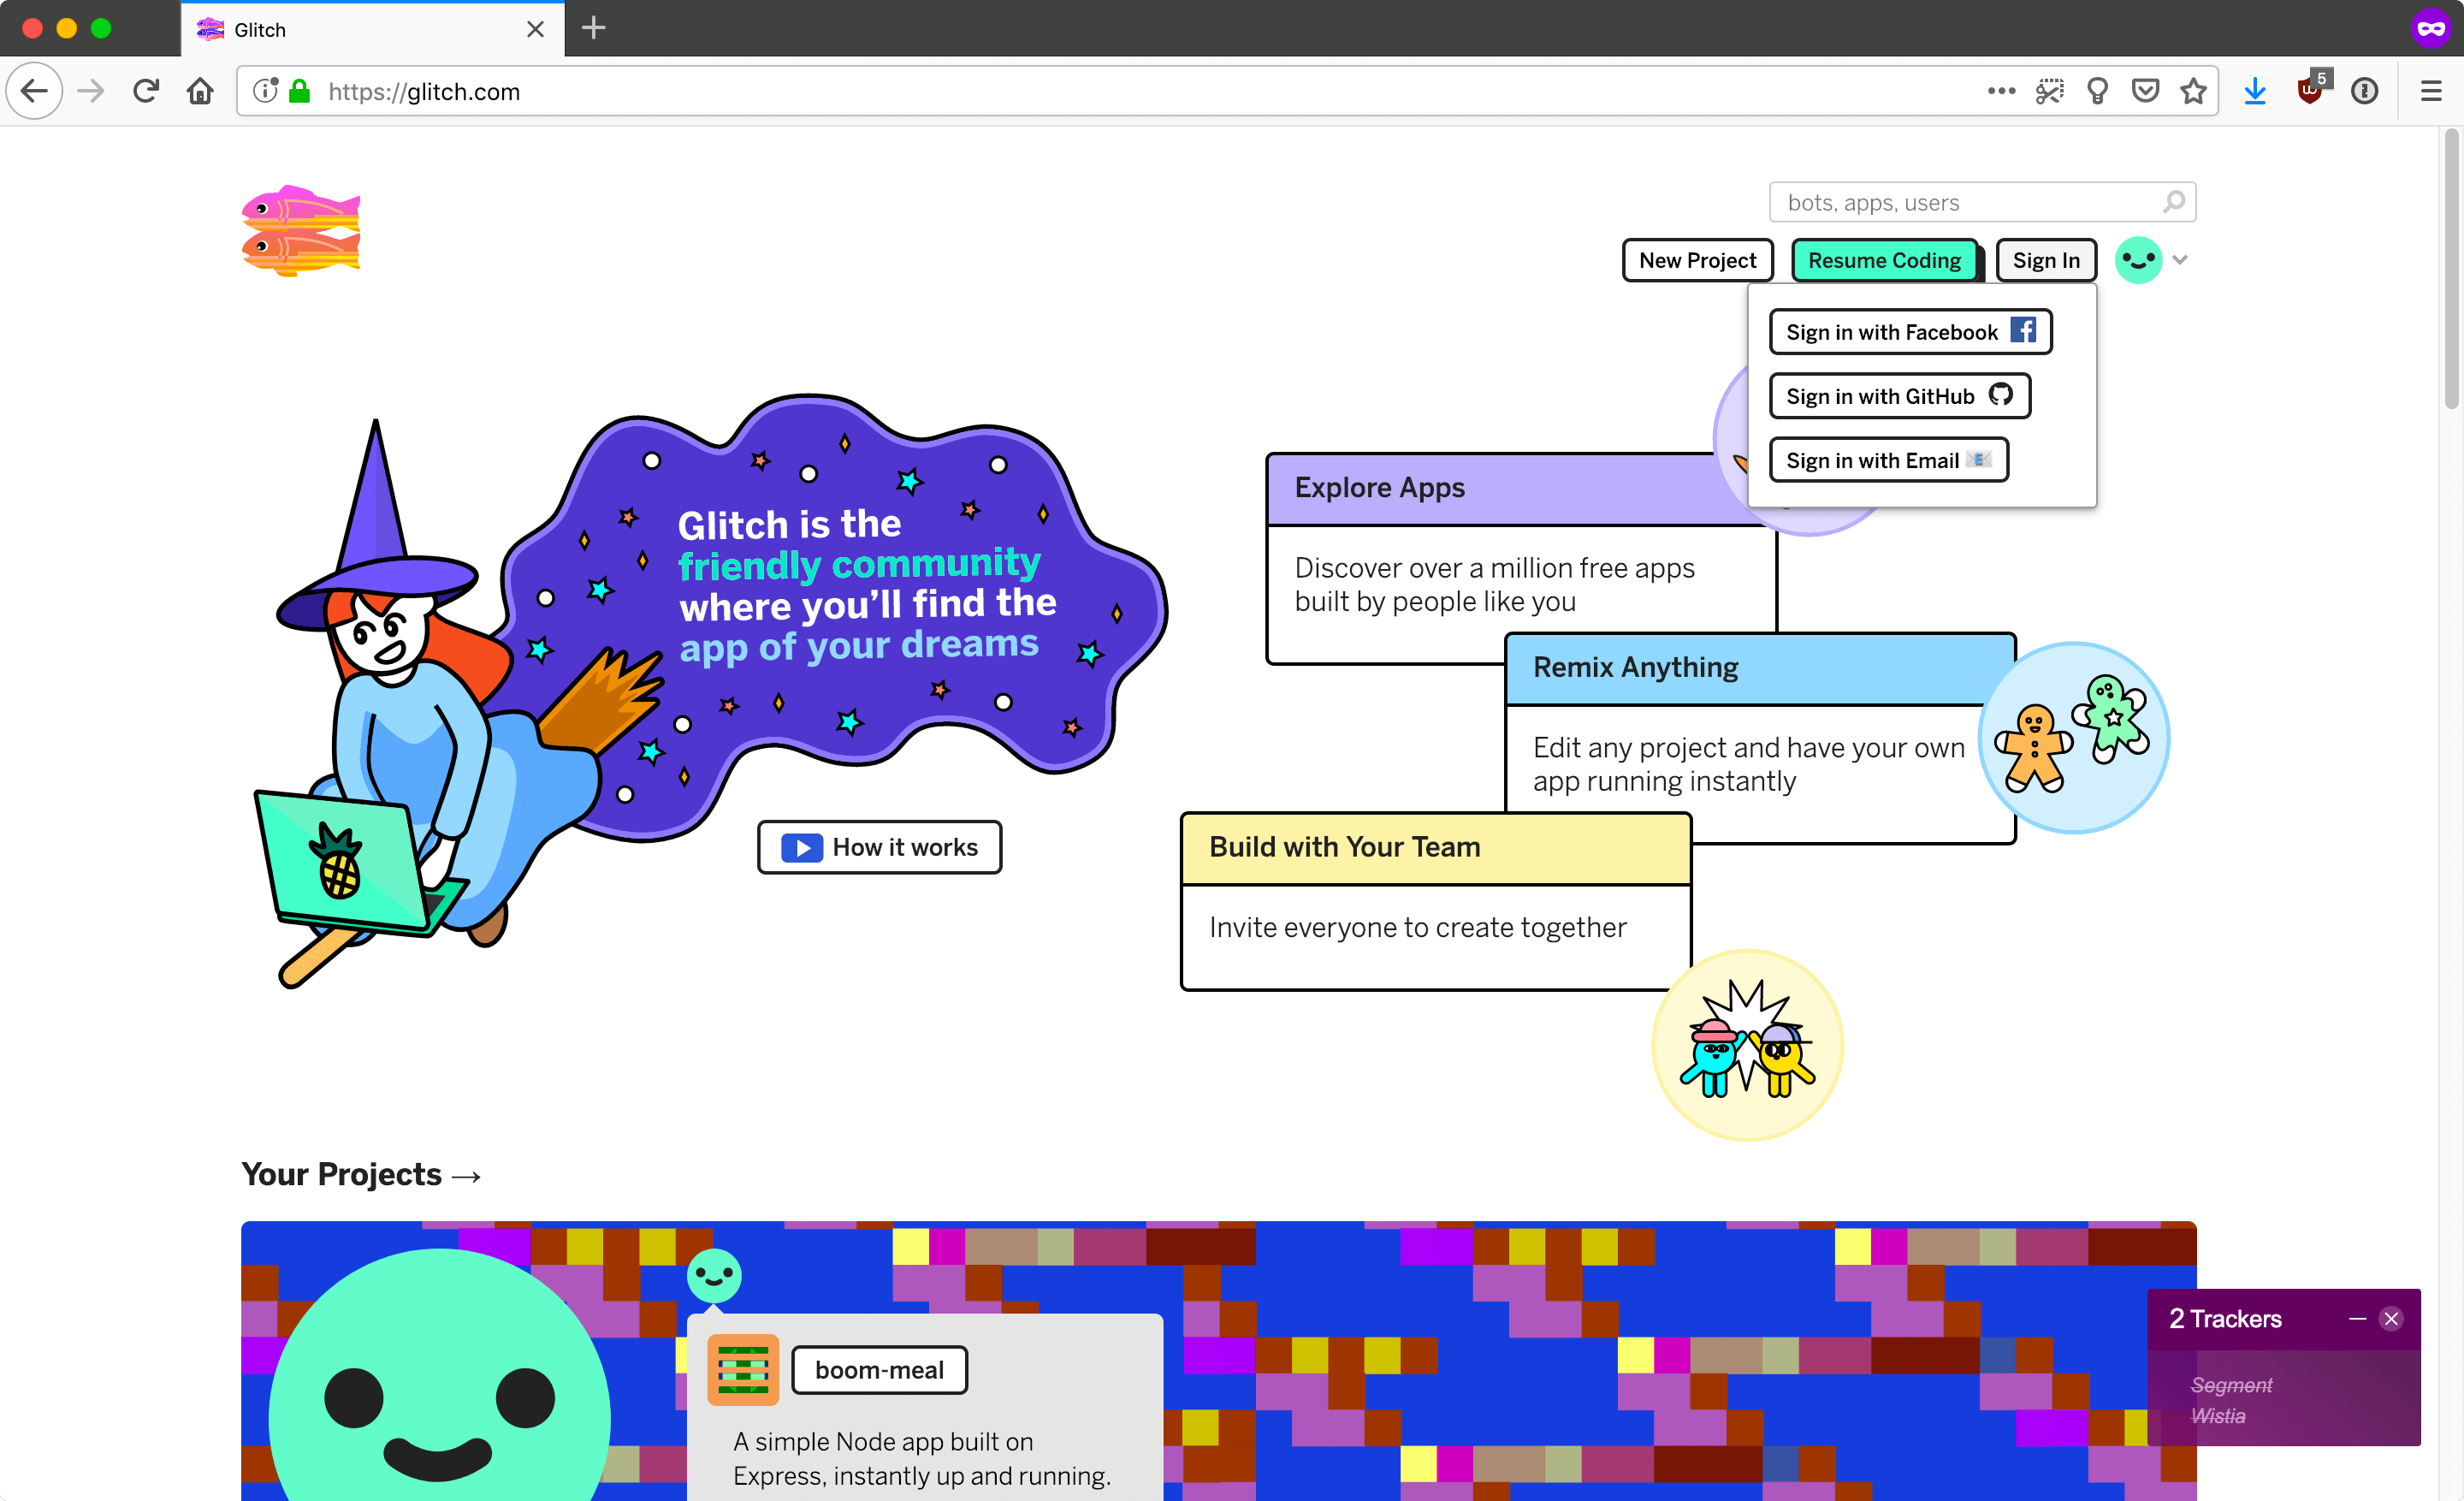 Glitch
5
https://glitch.com
bots, apps, users
New Project
Resume Coding
Sign In
Sign in with Facebook
Sign in with GitHub
Sign in with Email
Glitch is the
friendly community
where you'll find the
app of your dreams
How it works
Explore Apps
Discover over a million free apps
built by people like you
Remix Anything
Edit any project and have your own
app running instantly
Build with Your Team
Invite everyone to create together
Your Projects →
boom-meal
A simple Node app built on
Express, instantly up and running.
2 Trackers
Segment
Wistia